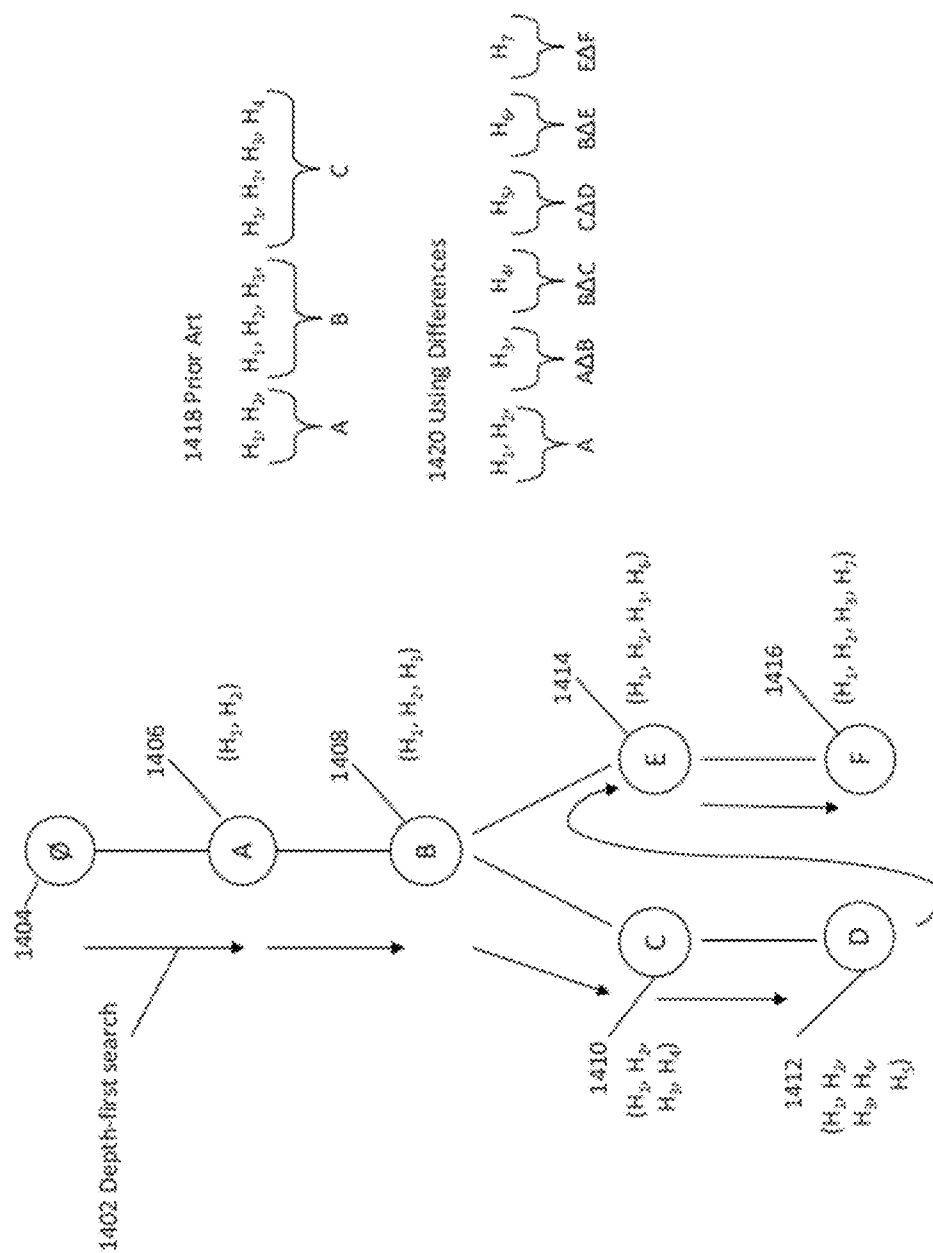 1402 Depth-first search
1404
Ø
1406
A
{H₁, H₂}
1408
B
{H₁, H₂, H₃}
1410
C
{H₁, H₂,
H₃, H₄}
1412
D
{H₁, H₂,
H₃, H₄,
H₅}
1414
E
{H₁, H₂, H₃, H₆}
1416
F
{H₁, H₂, H₃, H₇}
1418 Prior Art
H₁, H₂, H₁, H₂, H₃, H₁, H₂, H₃, H₄
A B C
1420 Using Differences
H₁, H₂, H₃, H₄, H₅, H₆, H₇
A AΔB BΔC CΔD BΔE EΔF